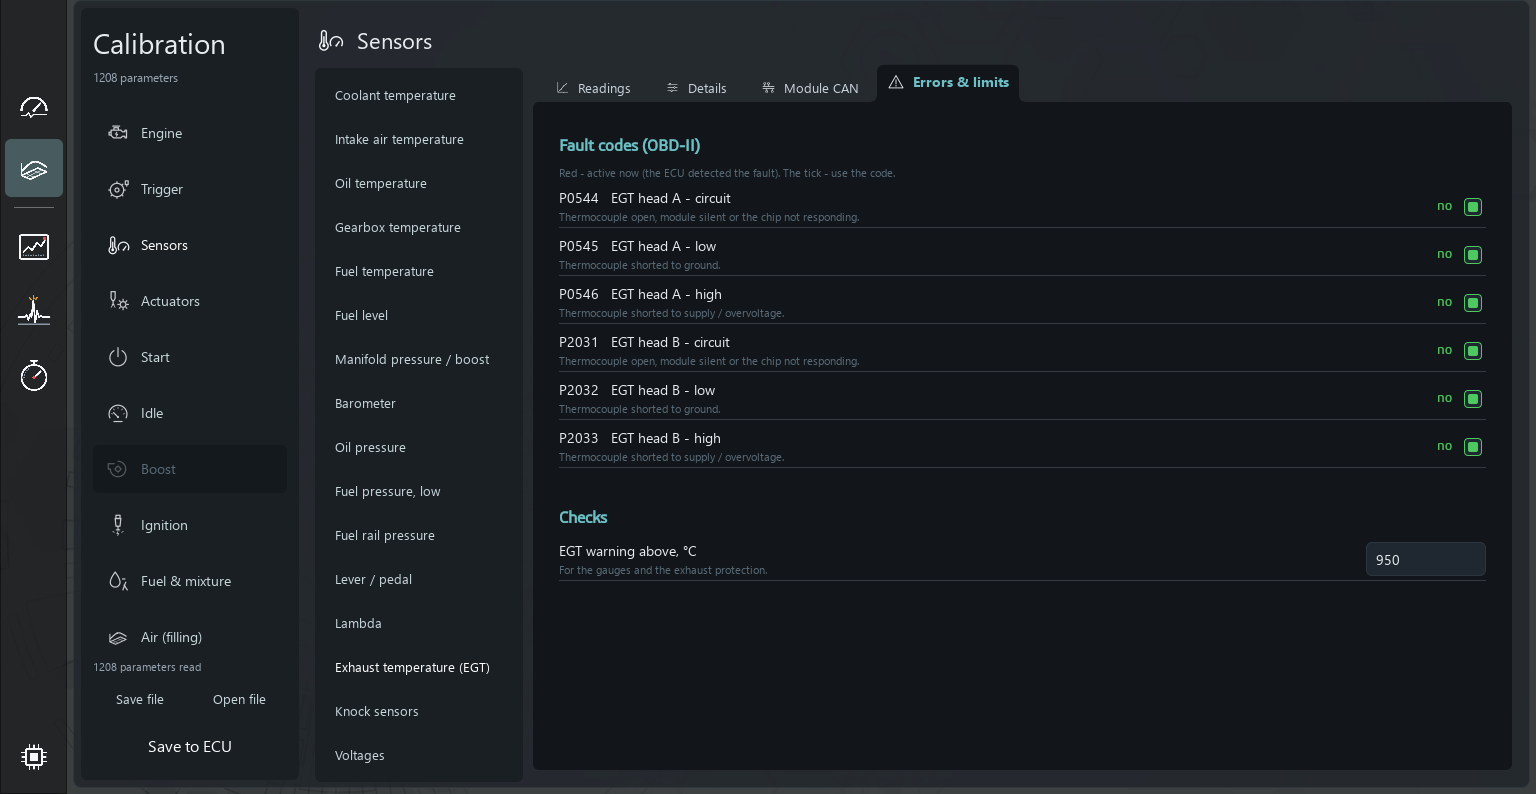 Calibration
1208 parameters
Engine
Trigger
Sensors
Actuators
Start
Idle
Boost
Ignition
Fuel & mixture
Air (filling)
1208 parameters read
Save file
Open file
Save to ECU
Sensors
Coolant temperature
Intake air temperature
Oil temperature
Gearbox temperature
Fuel temperature
Fuel level
Manifold pressure / boost
Barometer
Oil pressure
Fuel pressure, low
Fuel rail pressure
Lever / pedal
Lambda
Exhaust temperature (EGT)
Knock sensors
Voltages
Readings
Details
Module CAN
Errors & limits
Fault codes (OBD-II)
Red - active now (the ECU detected the fault). The tick - use the code.
P0544 EGT head A - circuit
Thermocouple open, module silent or the chip not responding.
no
P0545 EGT head A - low
Thermocouple shorted to ground.
no
P0546 EGT head A - high
Thermocouple shorted to supply / overvoltage.
no
P2031 EGT head B - circuit
Thermocouple open, module silent or the chip not responding.
no
P2032 EGT head B - low
Thermocouple shorted to ground.
no
P2033 EGT head B - high
Thermocouple shorted to supply / overvoltage.
no
Checks
EGT warning above, °C
For the gauges and the exhaust protection.
950